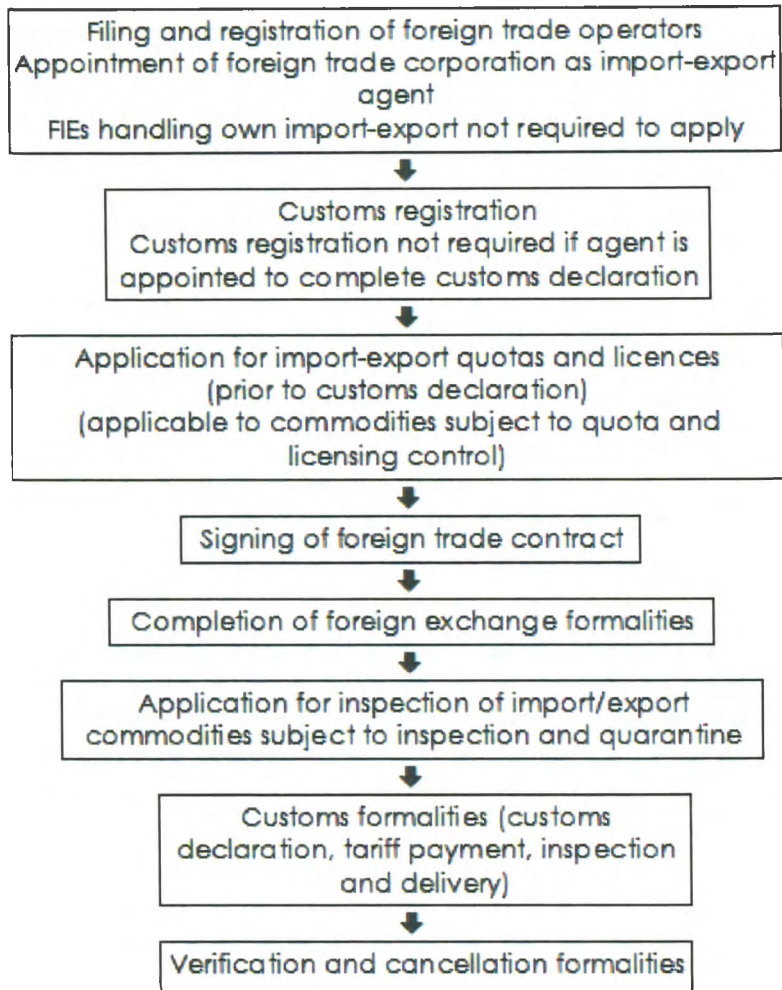 Filing and registration of foreign trade operators
Appointment of foreign trade corporation as import-export
agent
FIEs handling own import-export not required to apply
Customs registration
Customs registration not required if agent is
appointed to complete customs declaration
Application for import-export quotas and licences
(prior to customs declaration)
(applicable to commodities subject to quota and
licensing control)
Signing of foreign trade contract
Completion of foreign exchange formalities
Application for inspection of import/export
commodities subject to inspection and quarantine
Customs formalities (customs
declaration, tariff payment, inspection
and delivery)
Verification and cancellation formalities